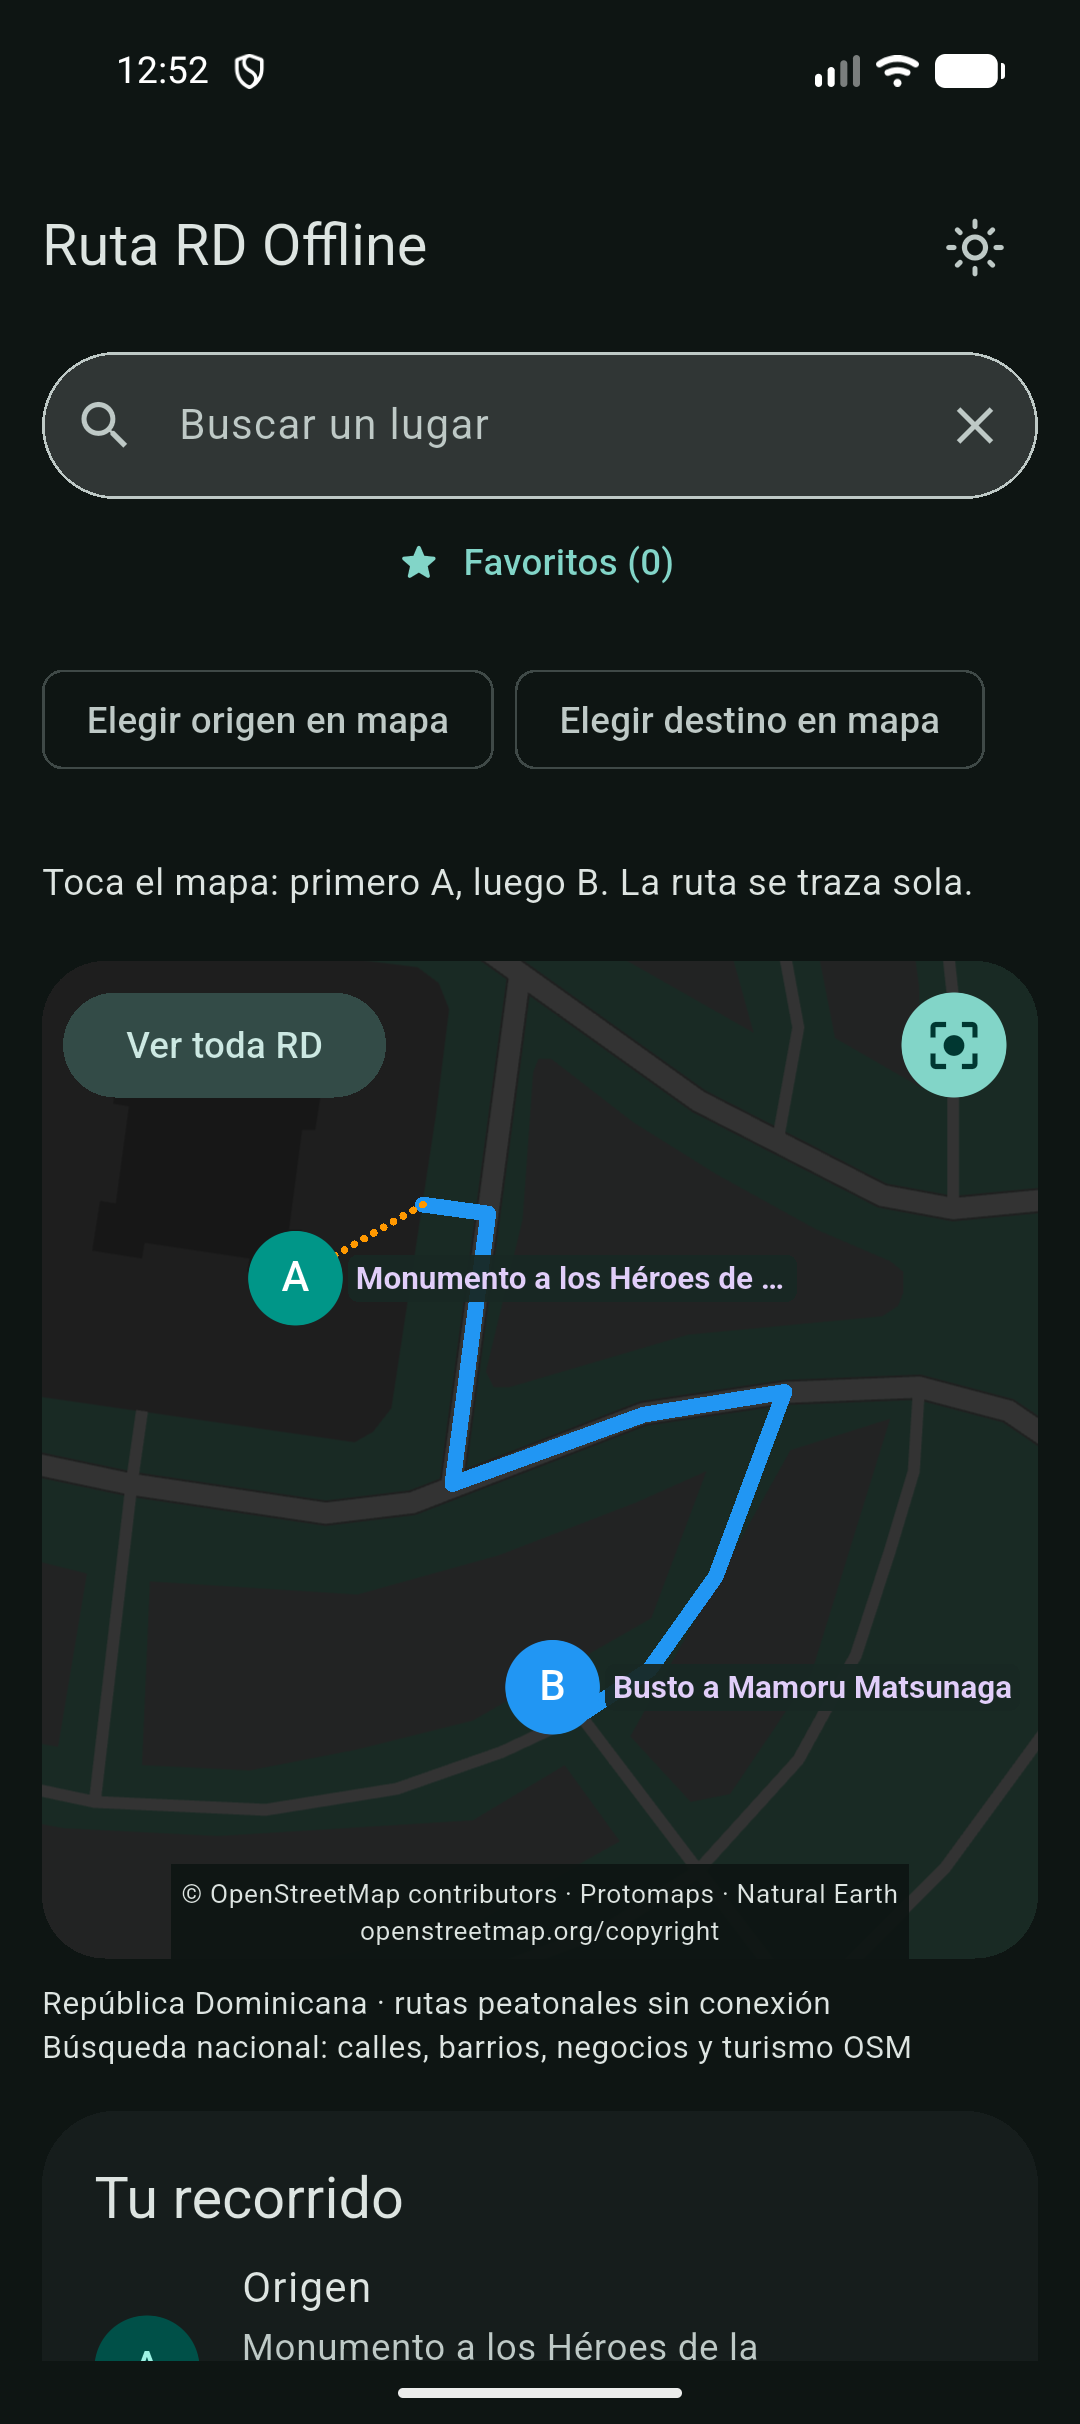 12:52
Ruta RD Offline
Buscar un lugar
Favoritos (0)
Elegir origen en mapa
Elegir destino en mapa
Toca el mapa: primero A, luego B. La ruta se traza sola.
Ver toda RD
A
Monumento a los Héroes de ...
B
Busto a Mamoru Matsunaga
© OpenStreetMap contributors · Protomaps · Natural Earth
openstreetmap.org/copyright
República Dominicana · rutas peatonales sin conexión
Búsqueda nacional: calles, barrios, negocios y turismo OSM
Tu recorrido
Origen
A
Monumento a los Héroes de la